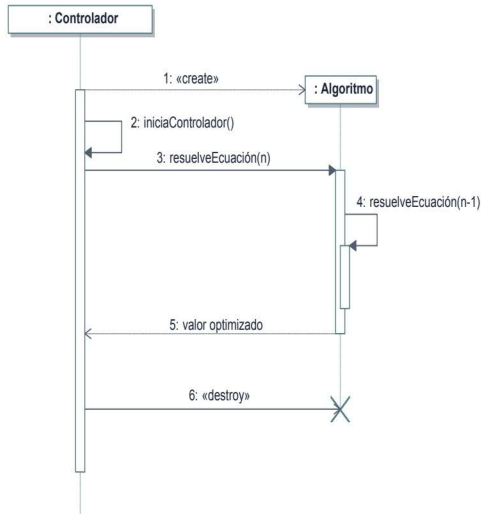 : Controlador
1: «create»
: Algoritmo
2: iniciaControlador()
3: resuelveEcuación(n)
4: resuelveEcuación(n-1)
5: valor optimizado
6: «destroy»